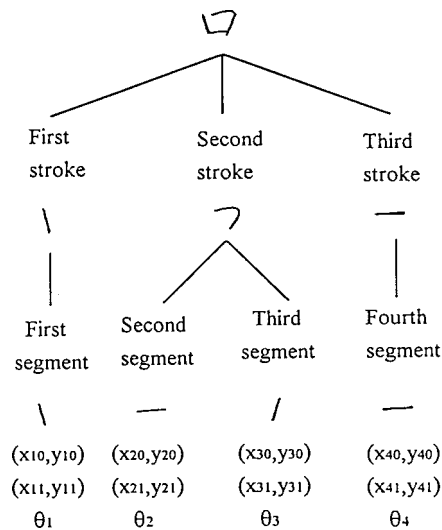 口
First Second Third
stroke stroke stroke
First Second Third Fourth
segment segment segment segment
(x10,y10) (x20,y20) (x30,y30) (x40,y40)
(x11,y11) (x21,y21) (x31,y31) (x41,y41)
θ1 θ2 θ3 θ4